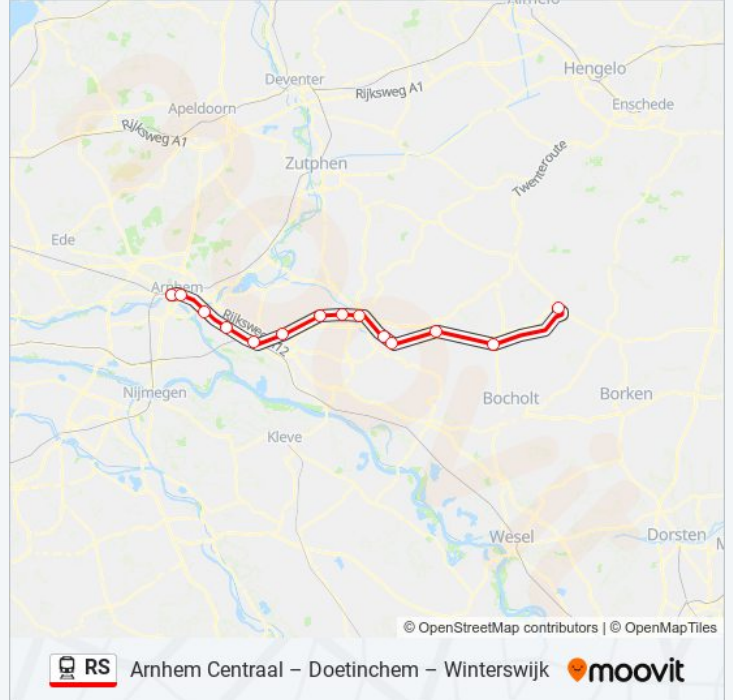 Almelo
Hengelo
Deventer
Rijksweg A1
Enschede
Apeldoorn
Rijksweg A1
Zutphen
Twenteroute
Ede
Arnhem
Rijksweg A12
Nijmegen
Bocholt
Borken
Kleve
Wesel
Dorsten
© OpenStreetMap contributors | © OpenMapTiles
RS Arnhem Centraal – Doetinchem – Winterswijk moovit